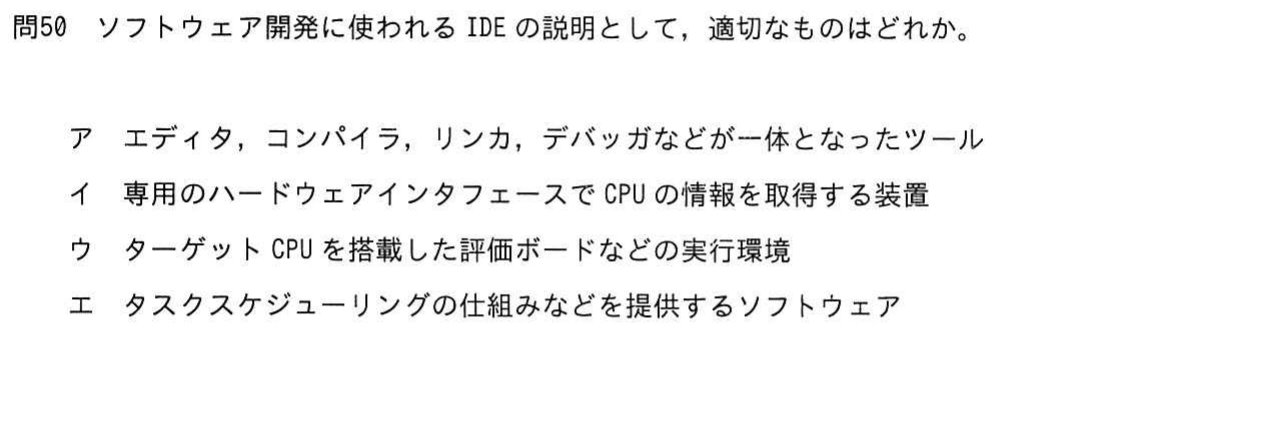 問50　ソフトウェア開発に使われる IDE の説明として，適切なものはどれか。
ア　エディタ，コンパイラ，リンカ，デバッガなどが一体となったツール
イ　専用のハードウェアインタフェースで CPU の情報を取得する装置
ウ　ターゲット CPU を搭載した評価ボードなどの実行環境
エ　タスクスケジューリングの仕組みなどを提供するソフトウェア